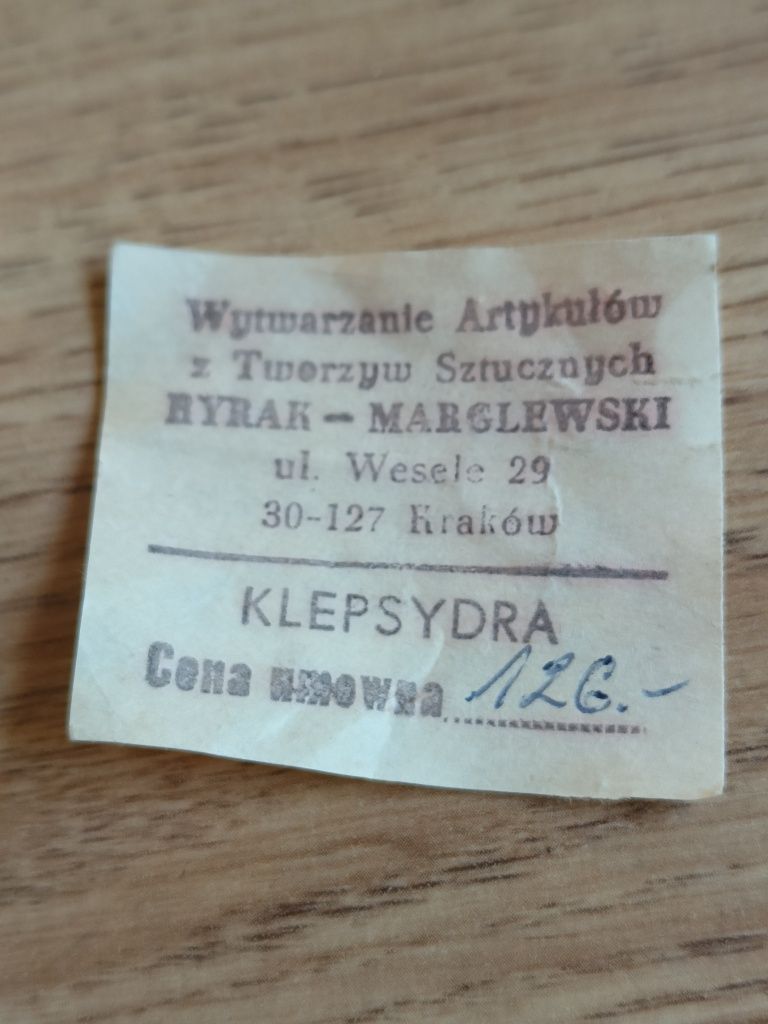 Wytwarzanie Artykułów
z Tworzyw Sztucznych
RYRAK — MARGLEWSKI
ul. Wesele 29
30-127 Kraków
KLEPSYDRA
Cena umowna 126.-